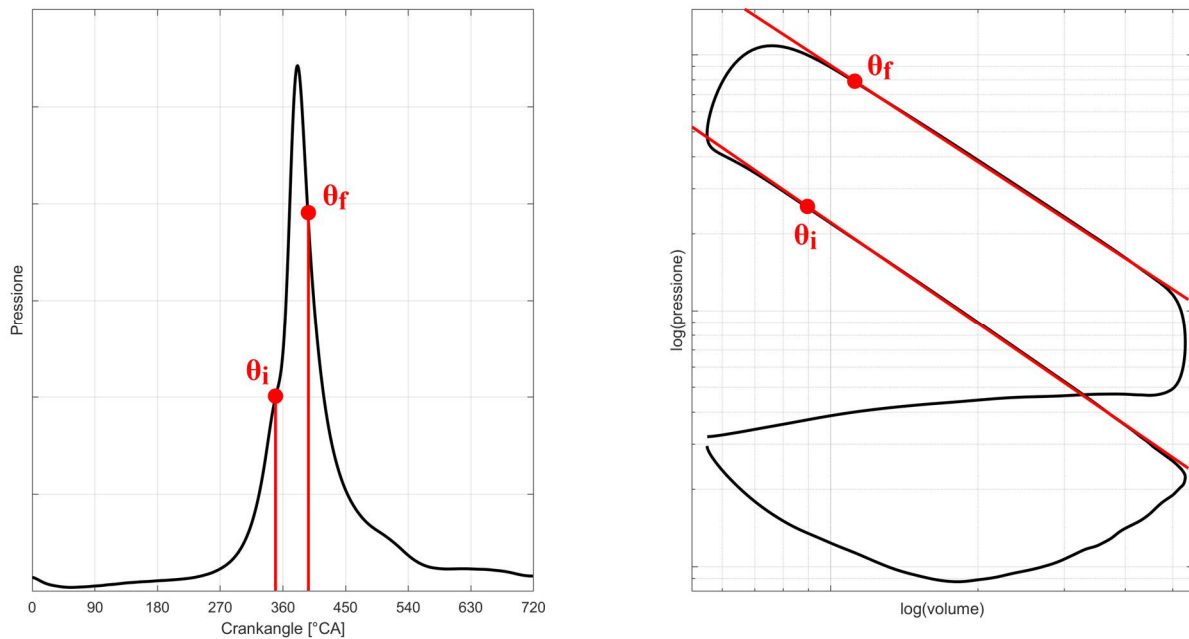 θf
θi
Pressione
0 90 180 270 360 450 540 630 720
Crankangle [°CA]
θf
θi
log(pressione)
log(volume)